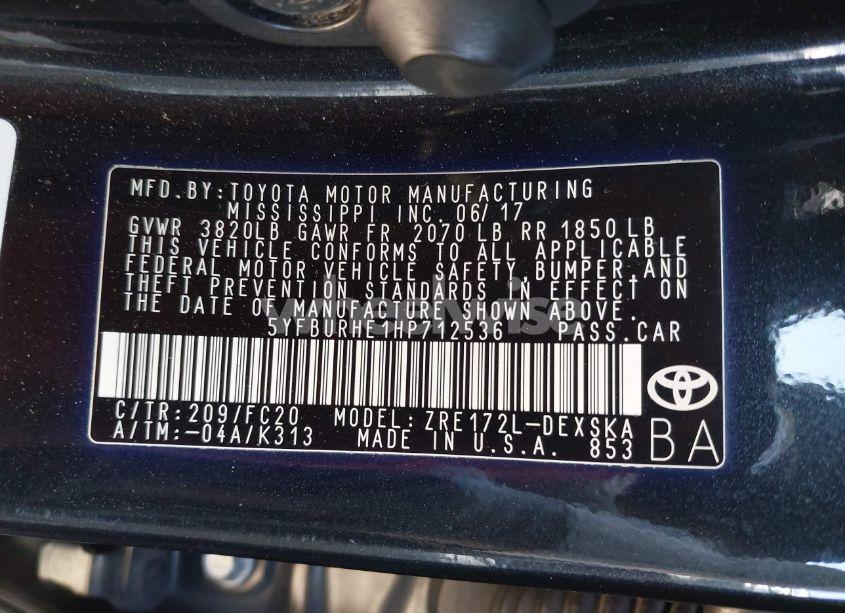 MFD. BY: TOYOTA MOTOR MANUFACTURING
MISSISSIPPI INC. 06/17
GVWR 3820LB GAWR FR 2070 LB RR 1850 LB
THIS VEHICLE CONFORMS TO ALL APPLICABLE
FEDERAL MOTOR VEHICLE SAFETY, BUMPER, AND
THEFT PREVENTION STANDARDS IN EFFECT ON
THE DATE OF MANUFACTURE SHOWN ABOVE.
PASS. CAR
C/TR: 209/FC20 MODEL: ZRE172L-DEXSKA
A/TM: -04A/K313 MADE IN U.S.A. 853
BA